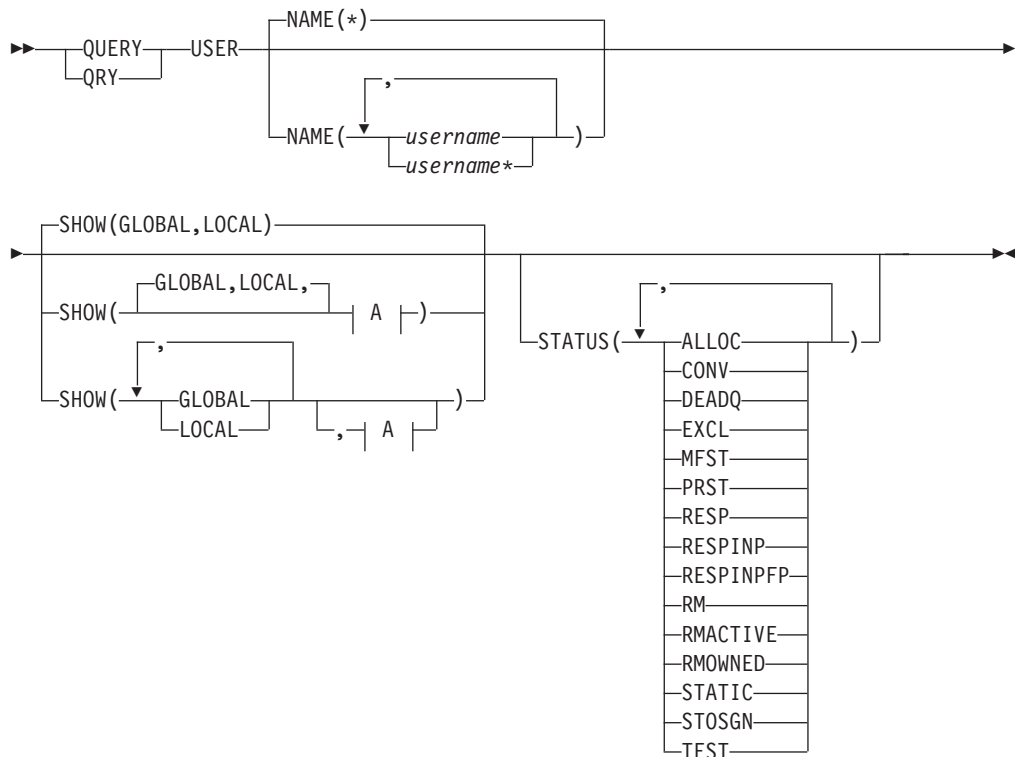 NAME(*)
QUERY USER
QRY
,
NAME( username )
username*
SHOW(GLOBAL,LOCAL)
GLOBAL,LOCAL,
SHOW( A )
,
SHOW( GLOBAL )
LOCAL , A
,
STATUS( ALLOC )
CONV
DEADQ
EXCL
MFST
PRST
RESP
RESPINP
RESPINPFP
RM
RMACTIVE
RMOWNED
STATIC
STOSGN
TEST